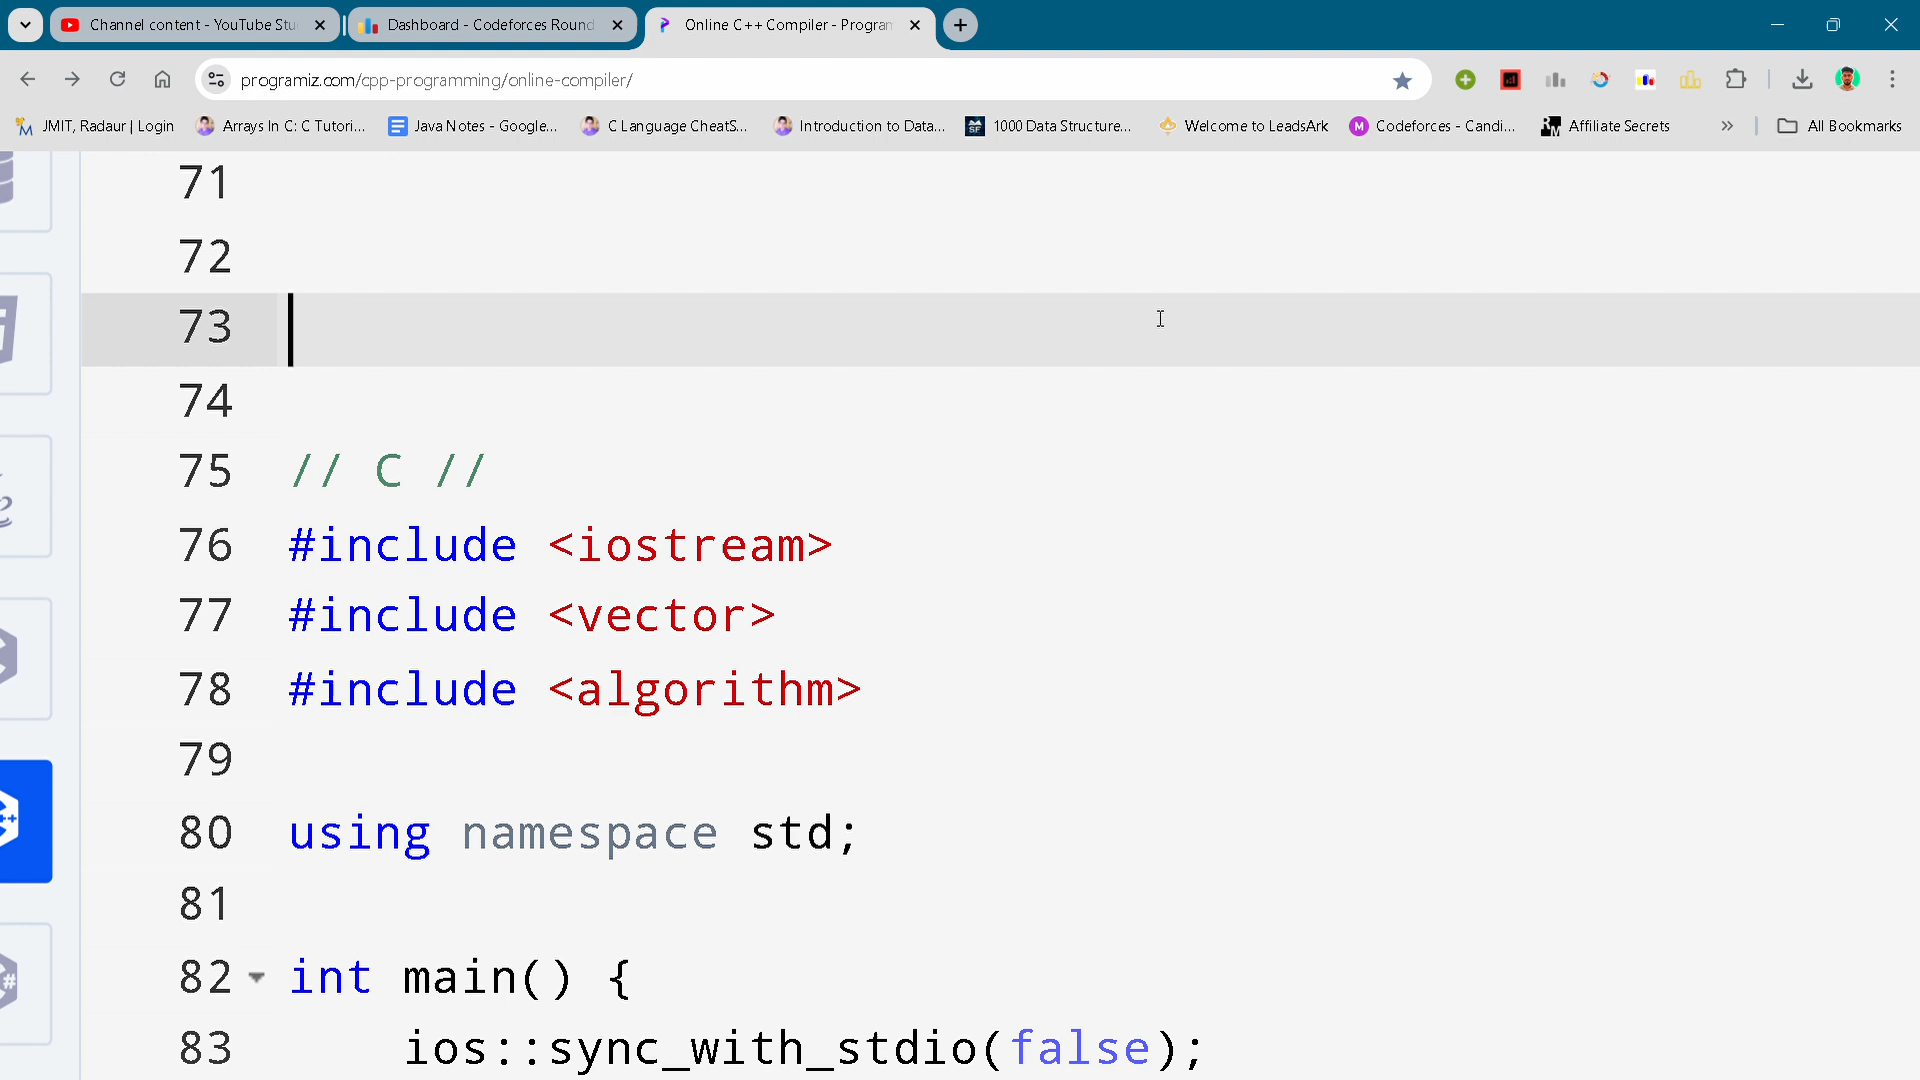 Channel content - YouTube Stu
Dashboard - Codeforces Round
Online C++ Compiler - Program
programiz.com/cpp-programming/online-compiler/
JMIT, Radaur | Login
Arrays In C: C Tutori...
Java Notes - Google...
C Language CheatS...
Introduction to Data...
1000 Data Structure...
Welcome to LeadsArk
Codeforces - Candi...
Affiliate Secrets
All Bookmarks
71
72
73
74
75 // C //
76 #include <iostream>
77 #include <vector>
78 #include <algorithm>
79
80 using namespace std;
81
82 int main() {
83 ios::sync_with_stdio(false);